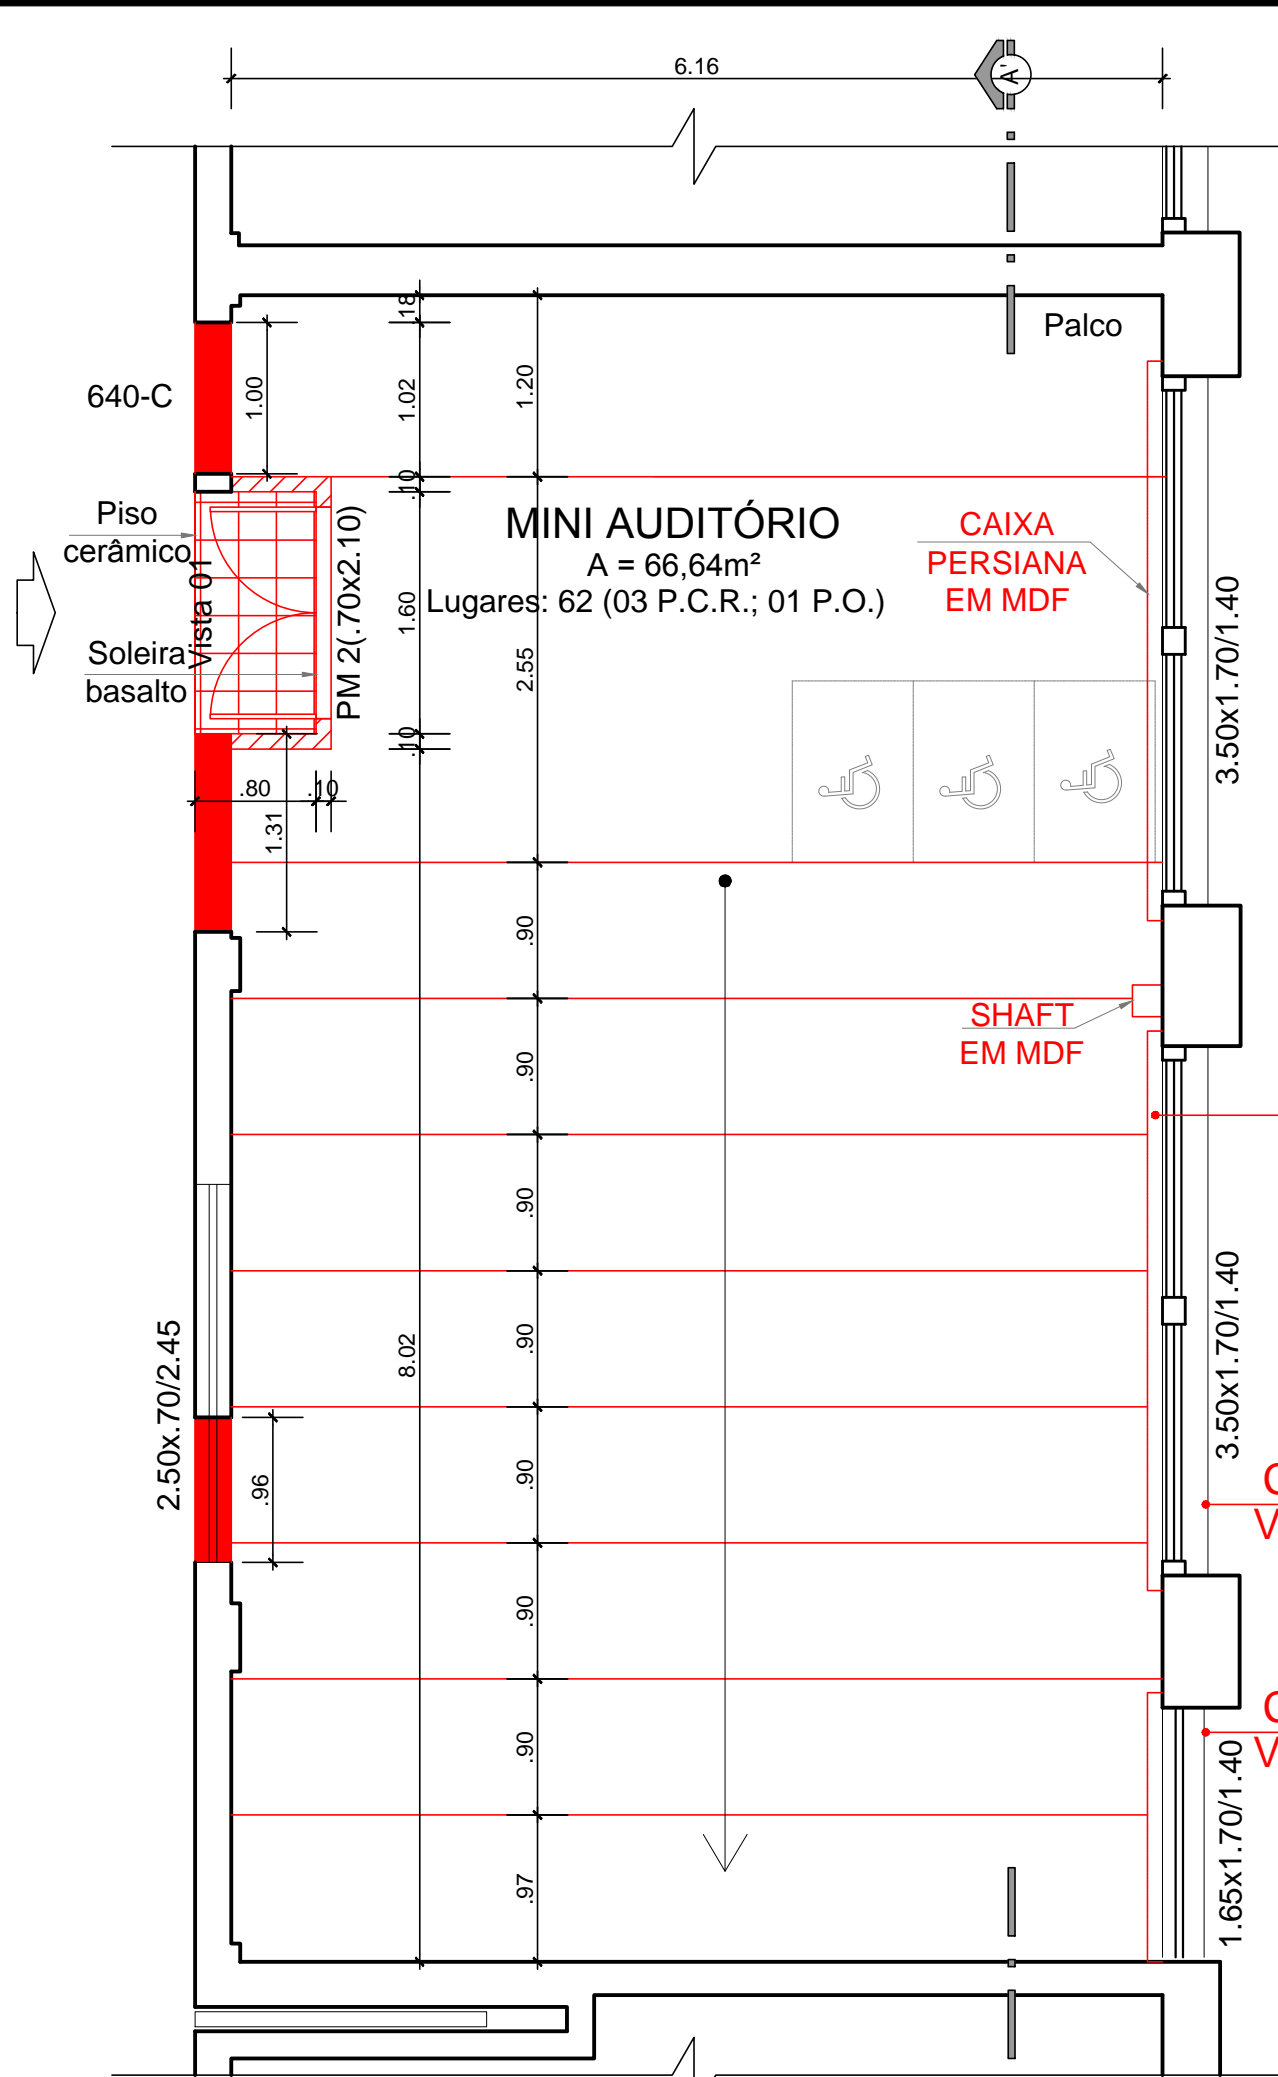 6.16
A'
.18
Palco
640-C
1.00
1.02
1.20
.10
Piso
cerâmico
Vista 01
Soleira
basalto
PM 2(.70x2.10)
MINI AUDITÓRIO
A = 66,64m²
Lugares: 62 (03 P.C.R.; 01 P.O.)
CAIXA
PERSIANA
EM MDF
1.60
2.55
3.50x1.70/1.40
.10
.80
.10
1.31
.90
SHAFT
EM MDF
.90
.90
.90
8.02
3.50x1.70/1.40
2.50x.70/2.45
.96
.90
C
V
.90
.90
C
V
1.65x1.70/1.40
.97